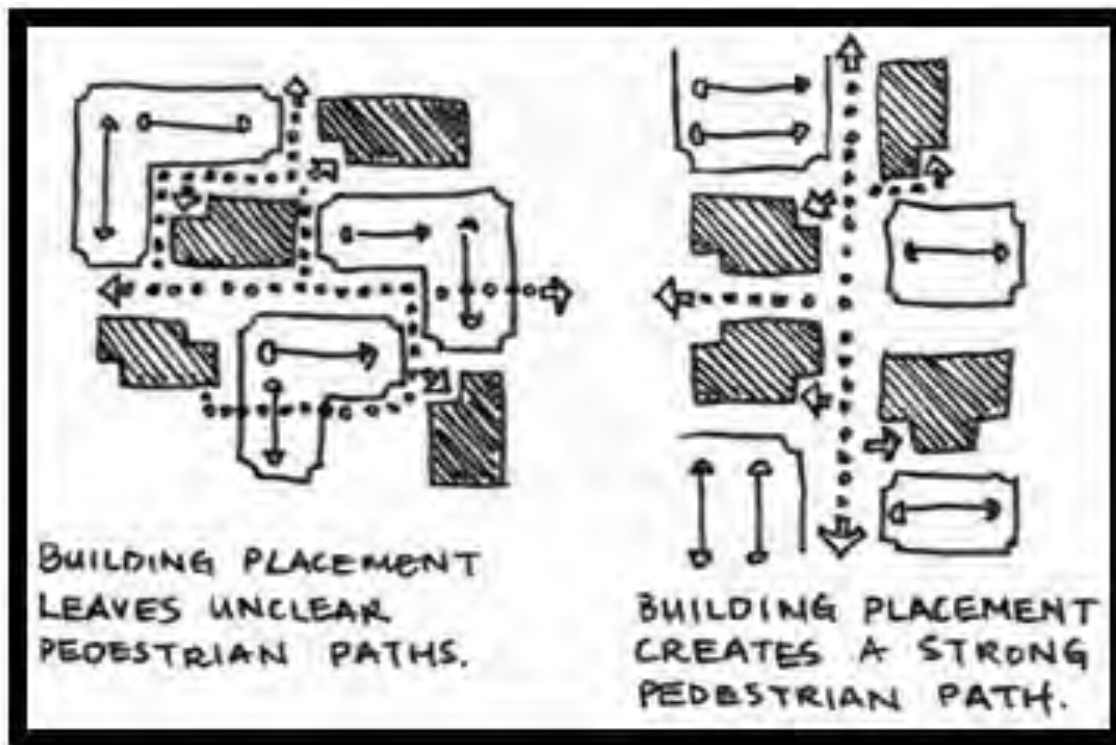 BUILDING PLACEMENT
LEAVES UNCLEAR
PEDESTRIAN PATHS.
BUILDING PLACEMENT
CREATES A STRONG
PEDESTRIAN PATH.